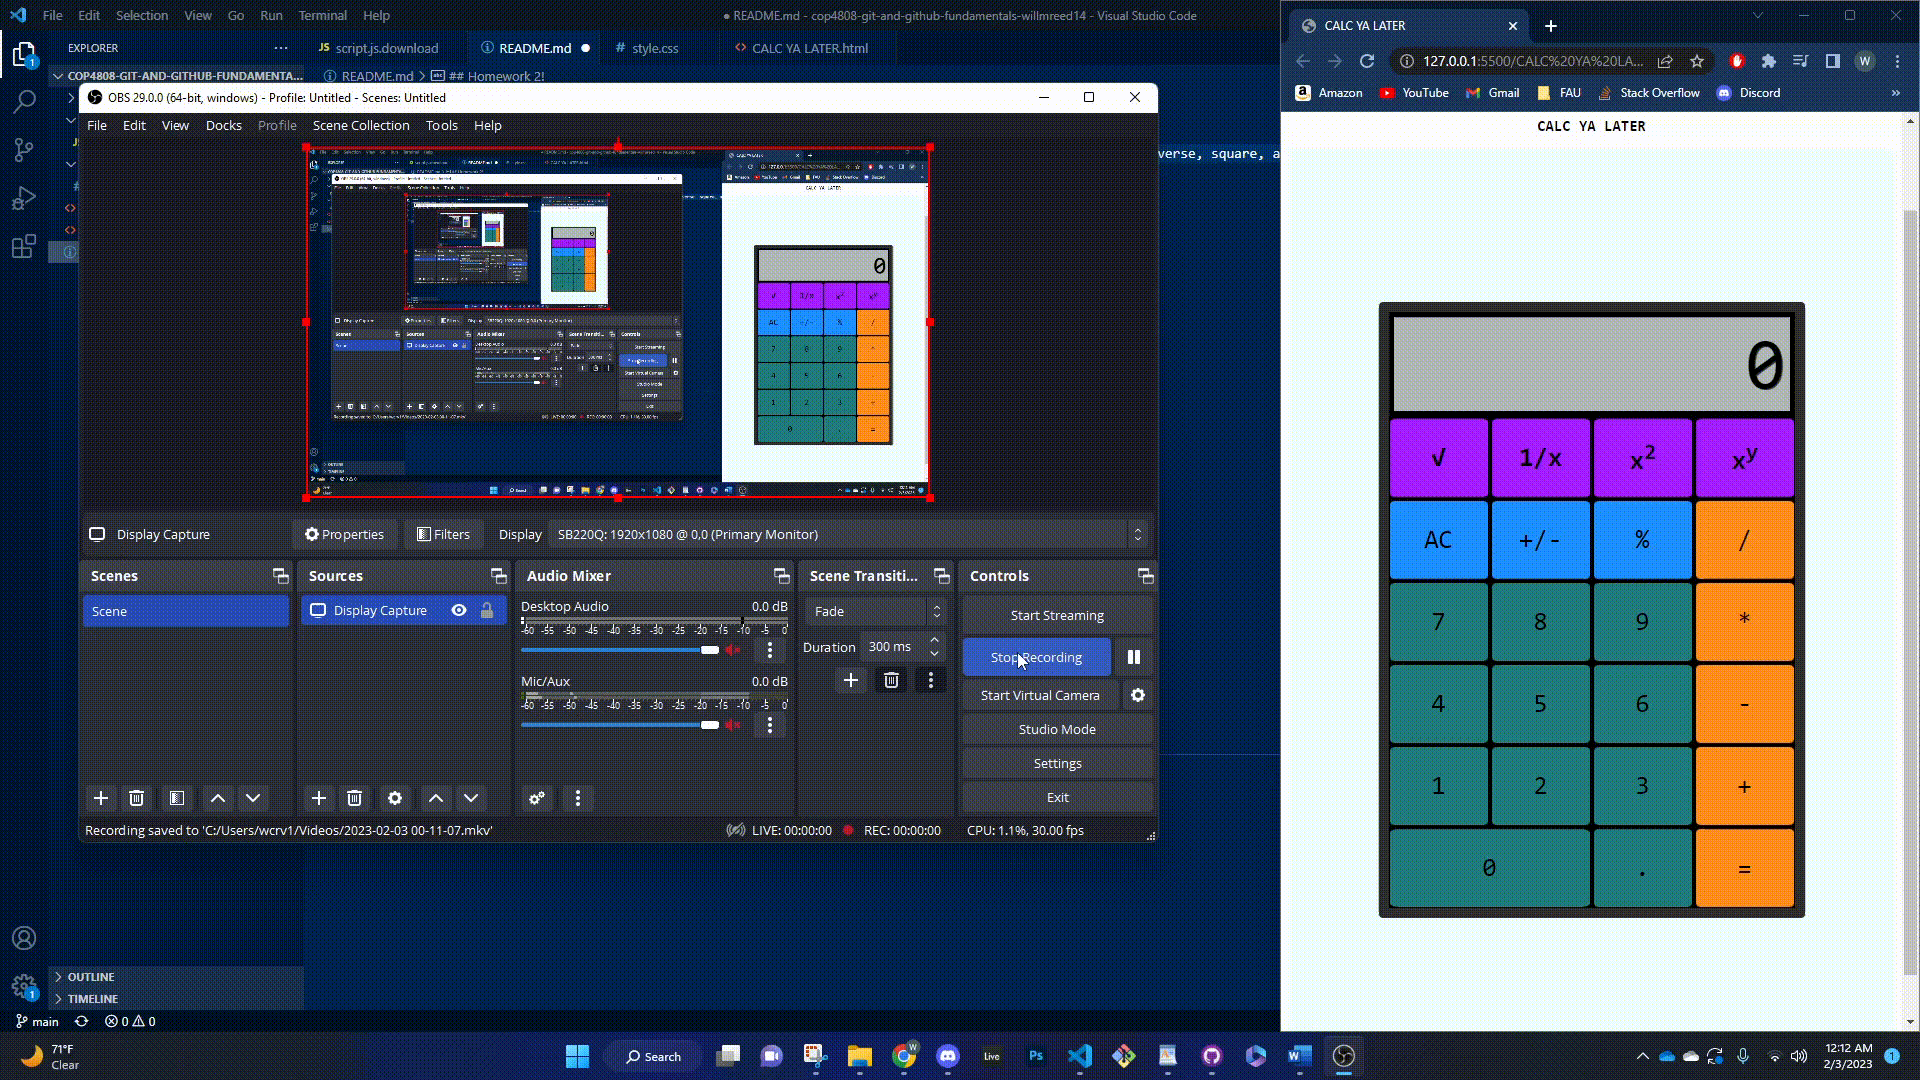 File Edit Selection View Go Run Terminal Help
● README.md - cop4808-git-and-github-fundamentals-willmreed14 - Visual Studio Code
EXPLORER
JS script.js.download
README.md
# style.css
<> CALC YA LATER.html
COP4808-GIT-AND-GITHUB-FUNDAMENTA...
README.md > abc ## Homework 2!
OBS 29.0.0 (64-bit, windows) - Profile: Untitled - Scenes: Untitled
File Edit View Docks Profile Scene Collection Tools Help
verse, square, a
Display Capture
Properties
Filters
Display
SB220Q: 1920x1080 @ 0,0 (Primary Monitor)
Scenes
Scene
Sources
Display Capture
Audio Mixer
Desktop Audio 0.0 dB
-60 -55 -50 -45 -40 -35 -30 -25 -20 -15 -10 -5 0
Mic/Aux 0.0 dB
-60 -55 -50 -45 -40 -35 -30 -25 -20 -15 -10 -5 0
Scene Transiti...
Fade
Duration 300 ms
Controls
Start Streaming
Stop Recording
Start Virtual Camera
Studio Mode
Settings
Exit
Recording saved to 'C:/Users/wcrv1/Videos/2023-02-03 00-11-07.mkv'
LIVE: 00:00:00
REC: 00:00:00
CPU: 1.1%, 30.00 fps
OUTLINE
TIMELINE
main
0 0
CALC YA LATER
127.0.0.1:5500/CALC%20YA%20LA...
W
Amazon YouTube Gmail FAU Stack Overflow Discord »
CALC YA LATER
0
√ 1/x x² xʸ
AC +/- % /
7 8 9 *
4 5 6 -
1 2 3 +
0 . =
71°F
Clear
Search
Live
Ps
12:12 AM
2/3/2023
1